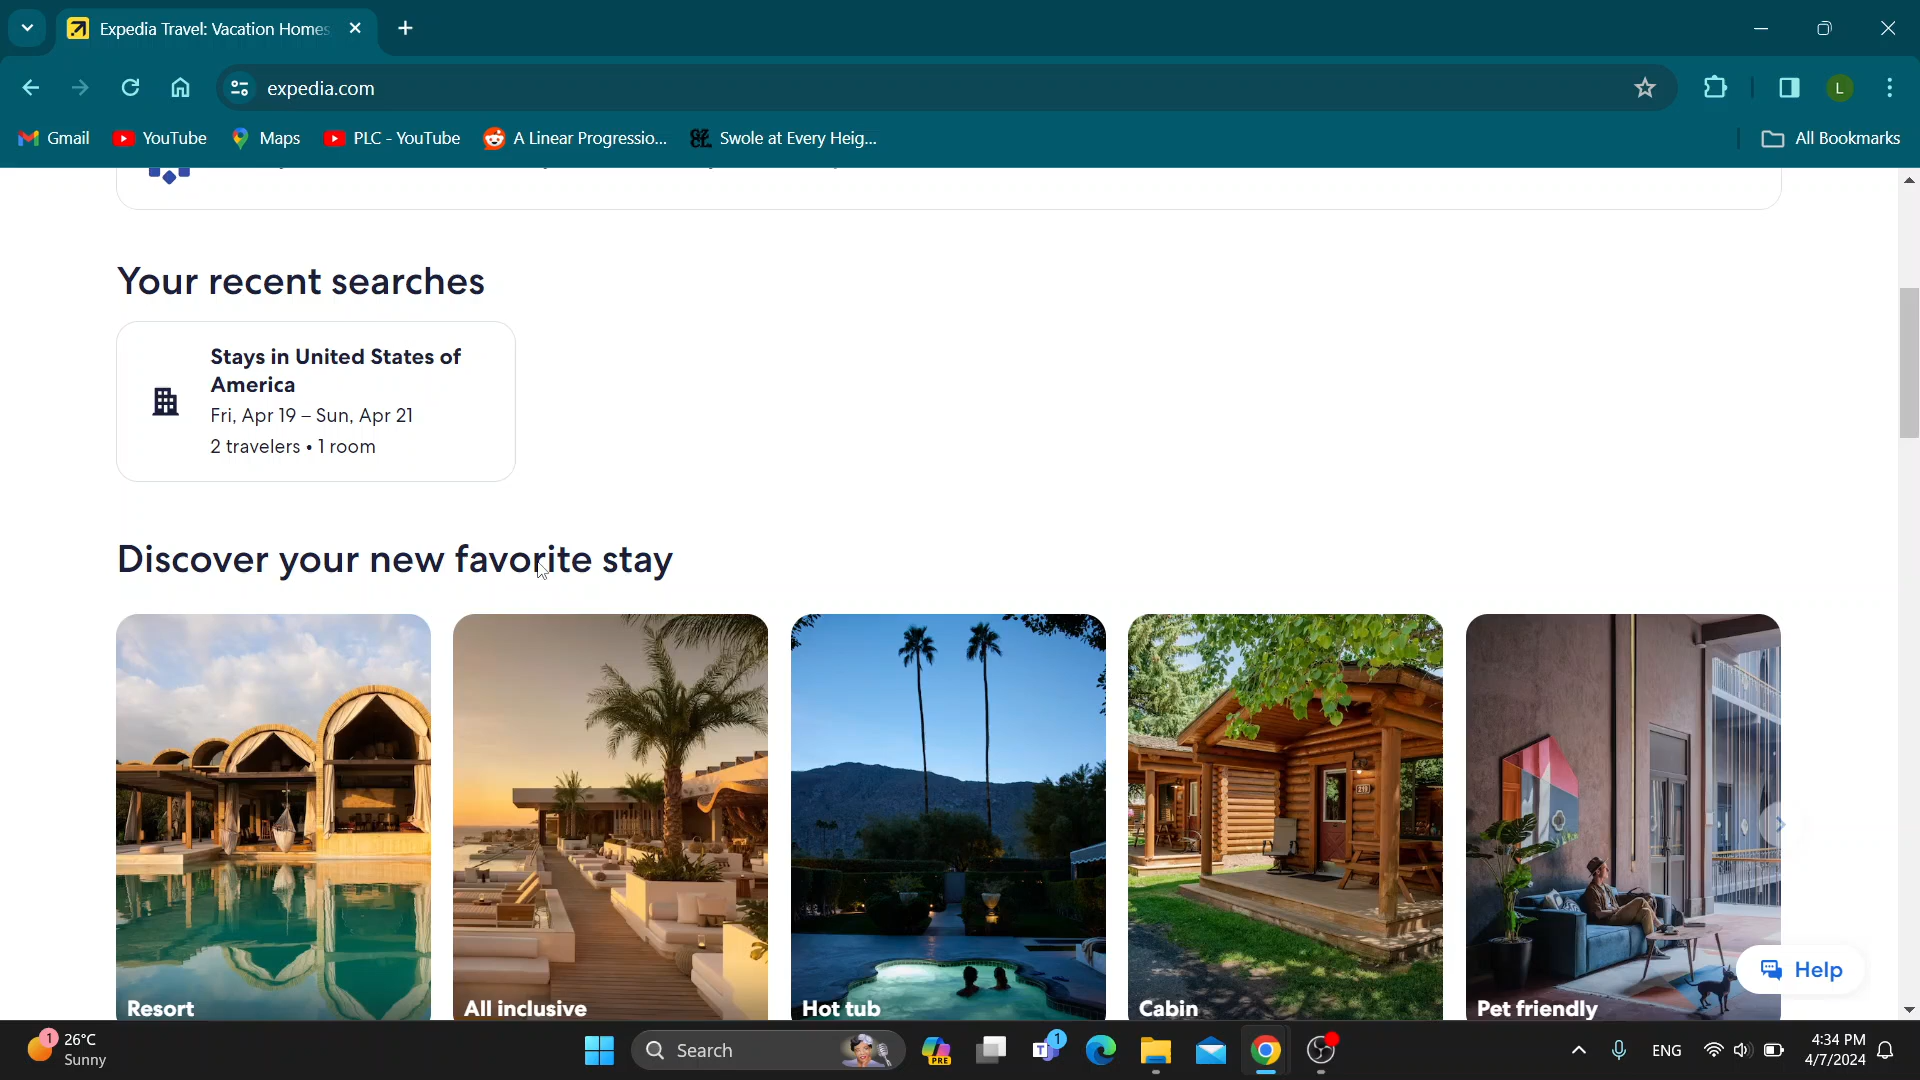 Expedia Travel: Vacation Homes
expedia.com
L
Gmail
YouTube
Maps
PLC - YouTube
A Linear Progressio...
Swole at Every Heig...
All Bookmarks
Your recent searches
Stays in United States of
America
Fri, Apr 19 – Sun, Apr 21
2 travelers • 1 room
Discover your new favorite stay
Resort
All inclusive
Hot tub
Cabin
Pet friendly
Help
1
26°C
Sunny
Search
PRE
1
ENG
4:34 PM
4/7/2024